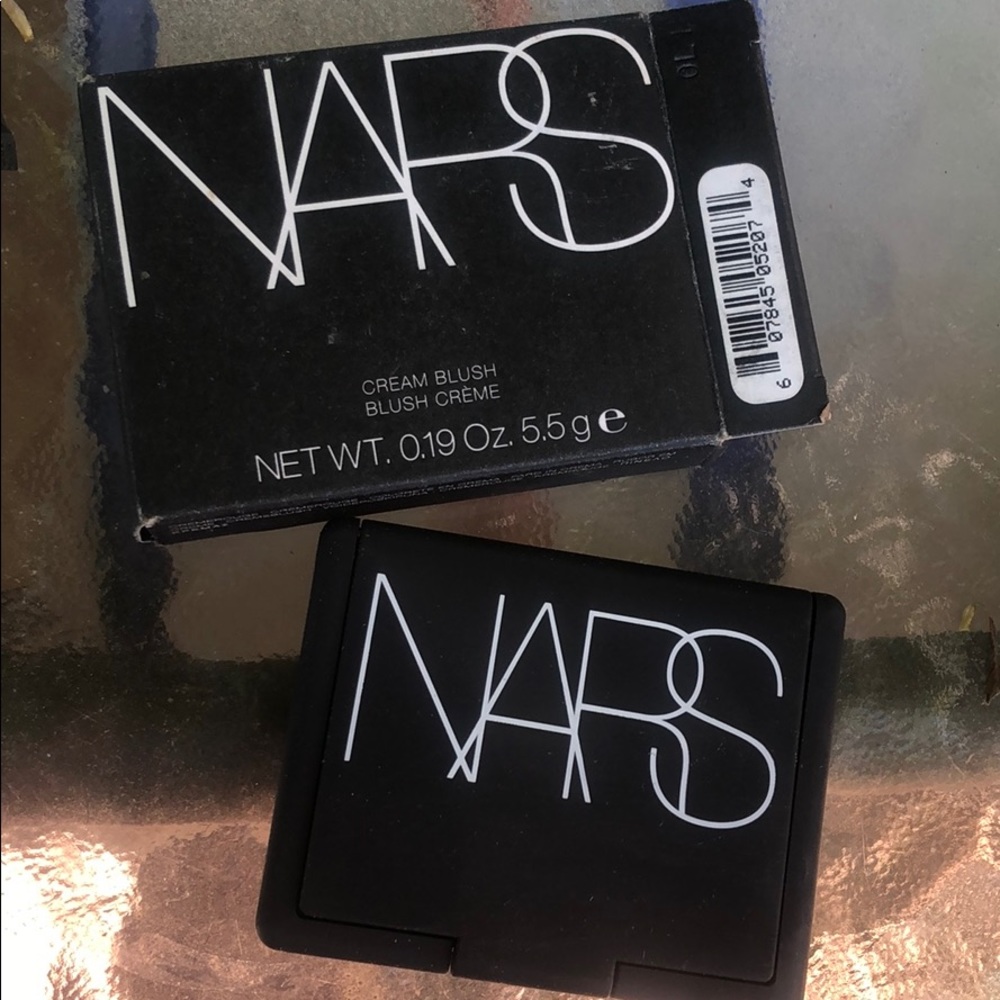 NARS
CREAM BLUSH
BLUSH CRÈME
NET WT. 0.19 Oz. 5.5 g e
6 07845 05207 4
NARS